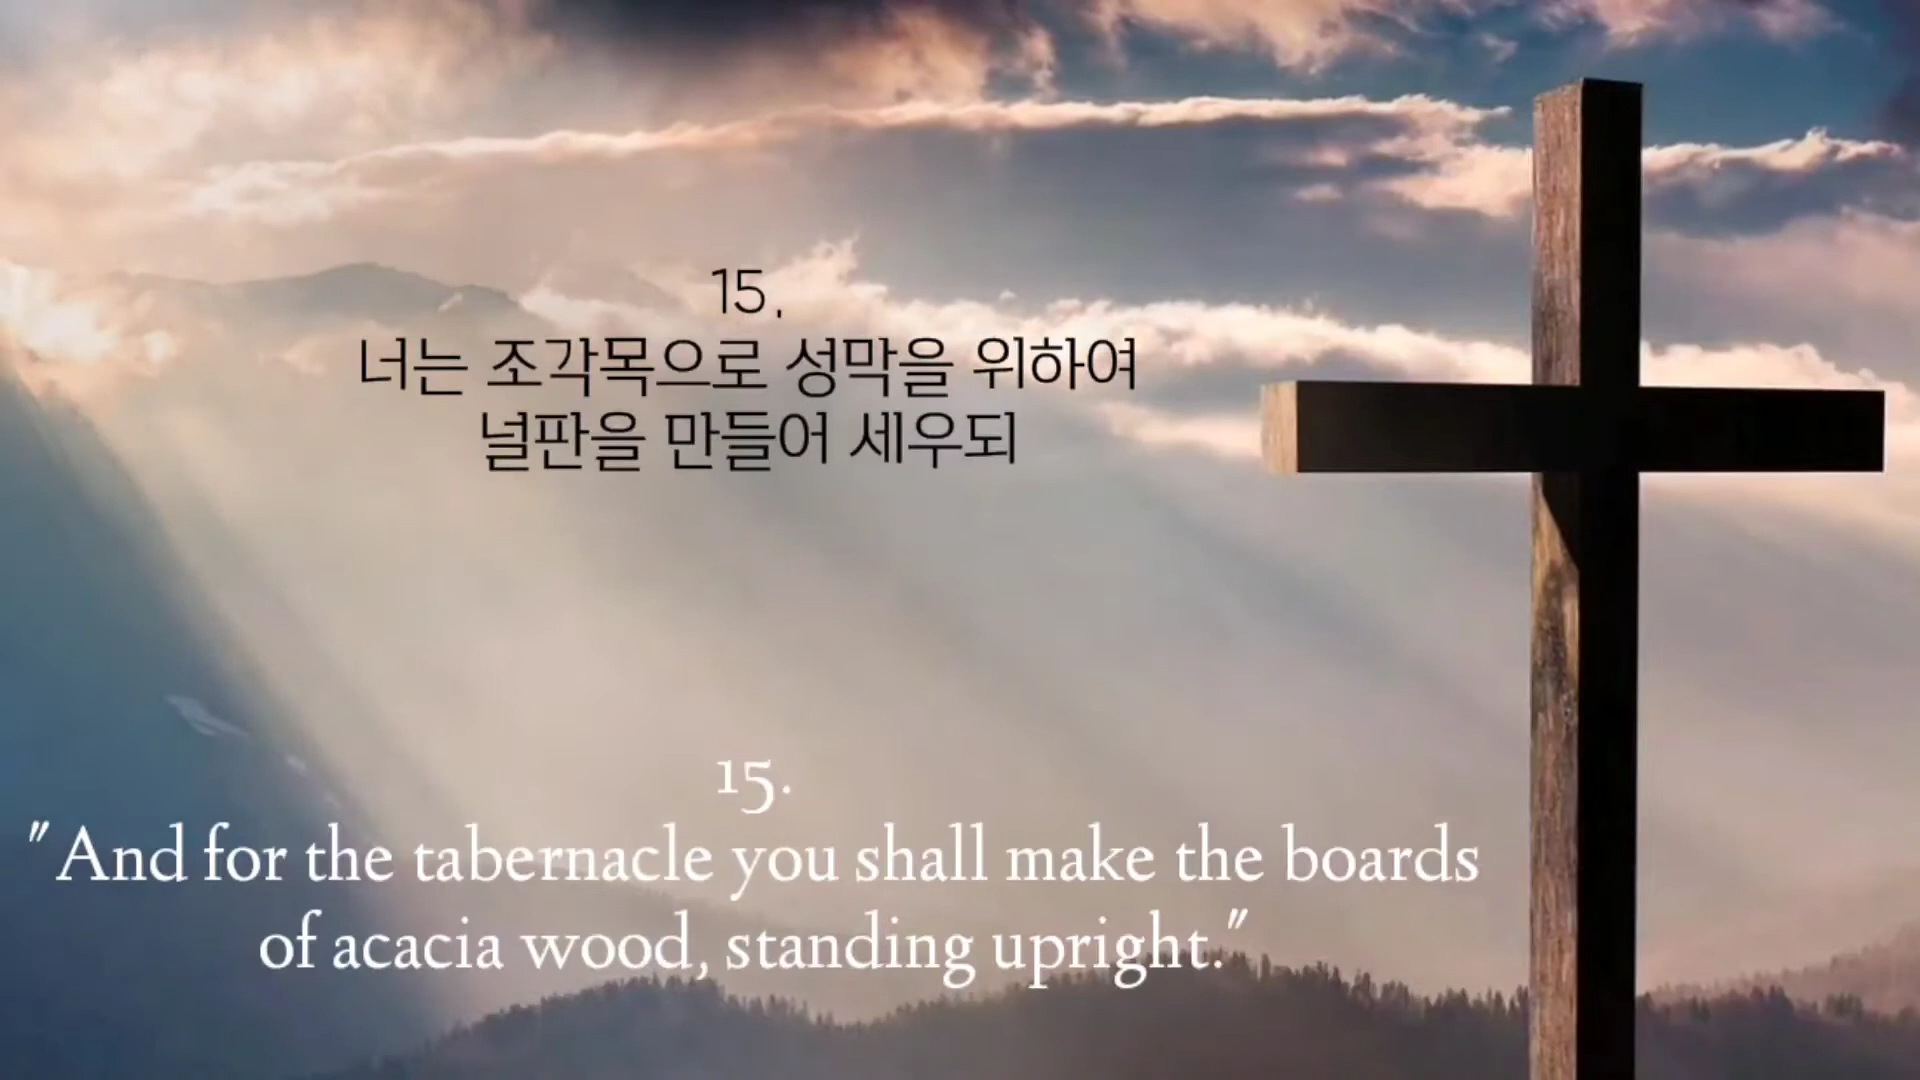 15.
너는 조각목으로 성막을 위하여
널판을 만들어 세우되
15.
"And for the tabernacle you shall make the boards
of acacia wood, standing upright."